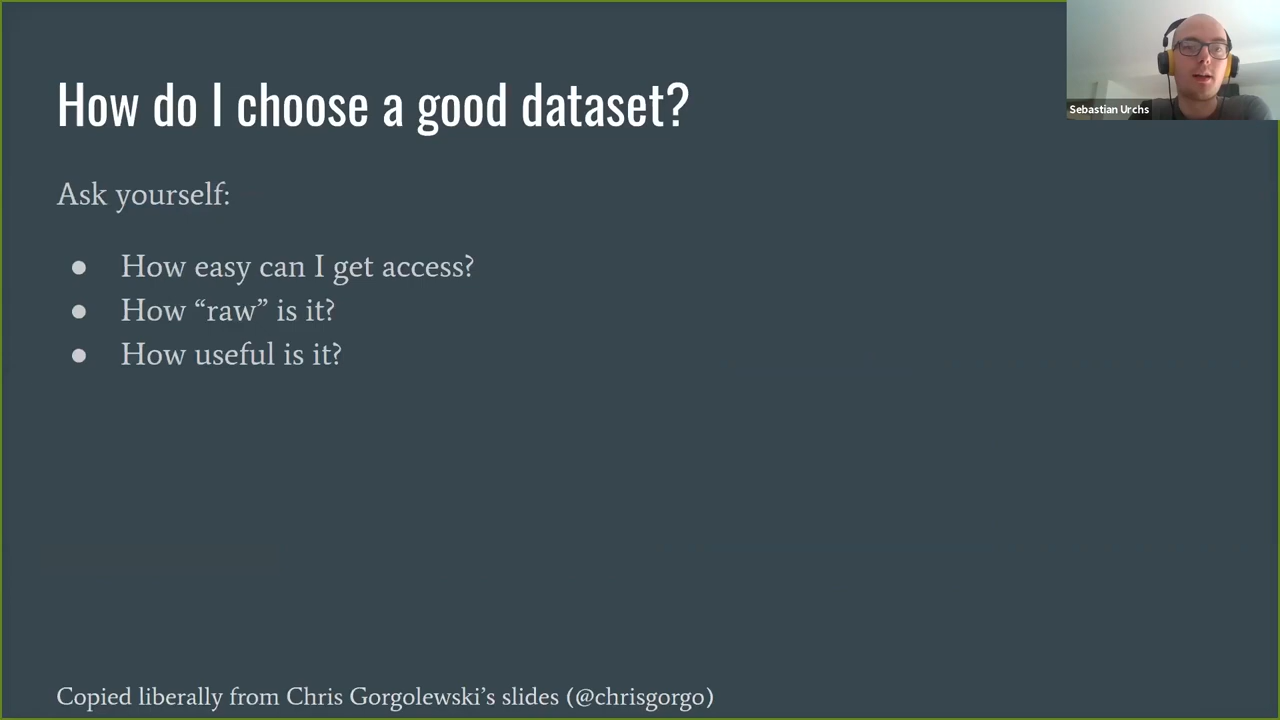 How do I choose a good dataset?
Sebastian Urchs
Ask yourself:
● How easy can I get access?
● How “raw” is it?
● How useful is it?
Copied liberally from Chris Gorgolewski’s slides (@chrisgorgo)